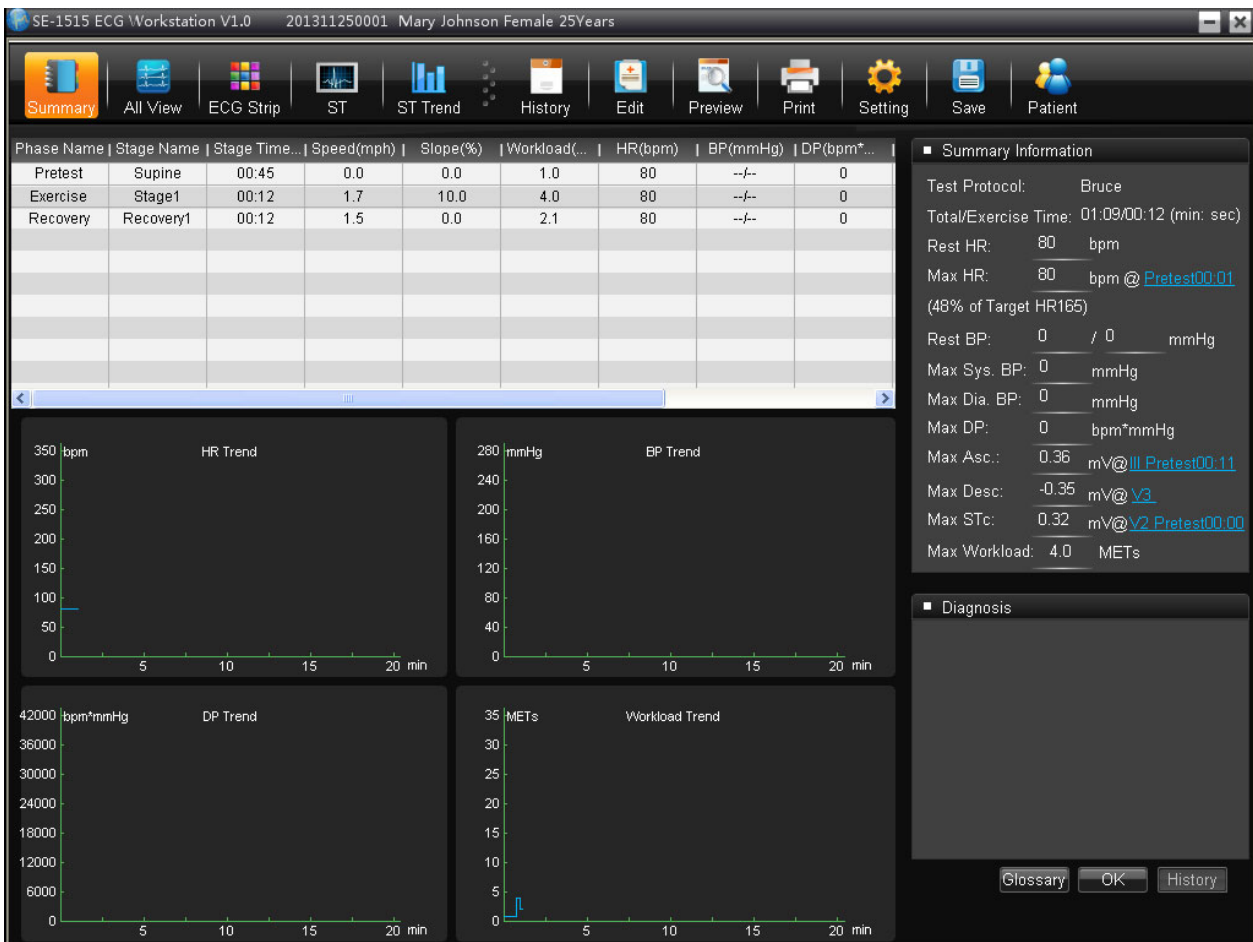 SE-1515 ECG Workstation V1.0 201311250001 Mary Johnson Female 25Years
Summary All View ECG Strip ST ST Trend History Edit Preview Print Setting Save Patient
Phase Name Stage Name Stage Time... Speed(mph) Slope(%) Workload(... HR(bpm) BP(mmHg) DP(bpm*...
Pretest Supine 00:45 0.0 0.0 1.0 80 --/-- 0
Exercise Stage1 00:12 1.7 10.0 4.0 80 --/-- 0
Recovery Recovery1 00:12 1.5 0.0 2.1 80 --/-- 0
Summary Information
Test Protocol: Bruce
Total/Exercise Time: 01:09/00:12 (min: sec)
Rest HR: 80 bpm
Max HR: 80 bpm @ Pretest00:01
(48% of Target HR165)
Rest BP: 0 / 0 mmHg
Max Sys. BP: 0 mmHg
Max Dia. BP: 0 mmHg
Max DP: 0 bpm*mmHg
Max Asc.: 0.36 mV@III Pretest00:11
Max Desc: -0.35 mV@V3
Max STc: 0.32 mV@V2 Pretest00:00
Max Workload: 4.0 METs
350 bpm HR Trend
300
250
200
150
100
50
0
5 10 15 20 min
280 mmHg BP Trend
240
200
160
120
80
40
0
5 10 15 20 min
42000 bpm*mmHg DP Trend
36000
30000
24000
18000
12000
6000
0
5 10 15 20 min
35 METs Workload Trend
30
25
20
15
10
5
0
5 10 15 20 min
Diagnosis
Glossary OK History